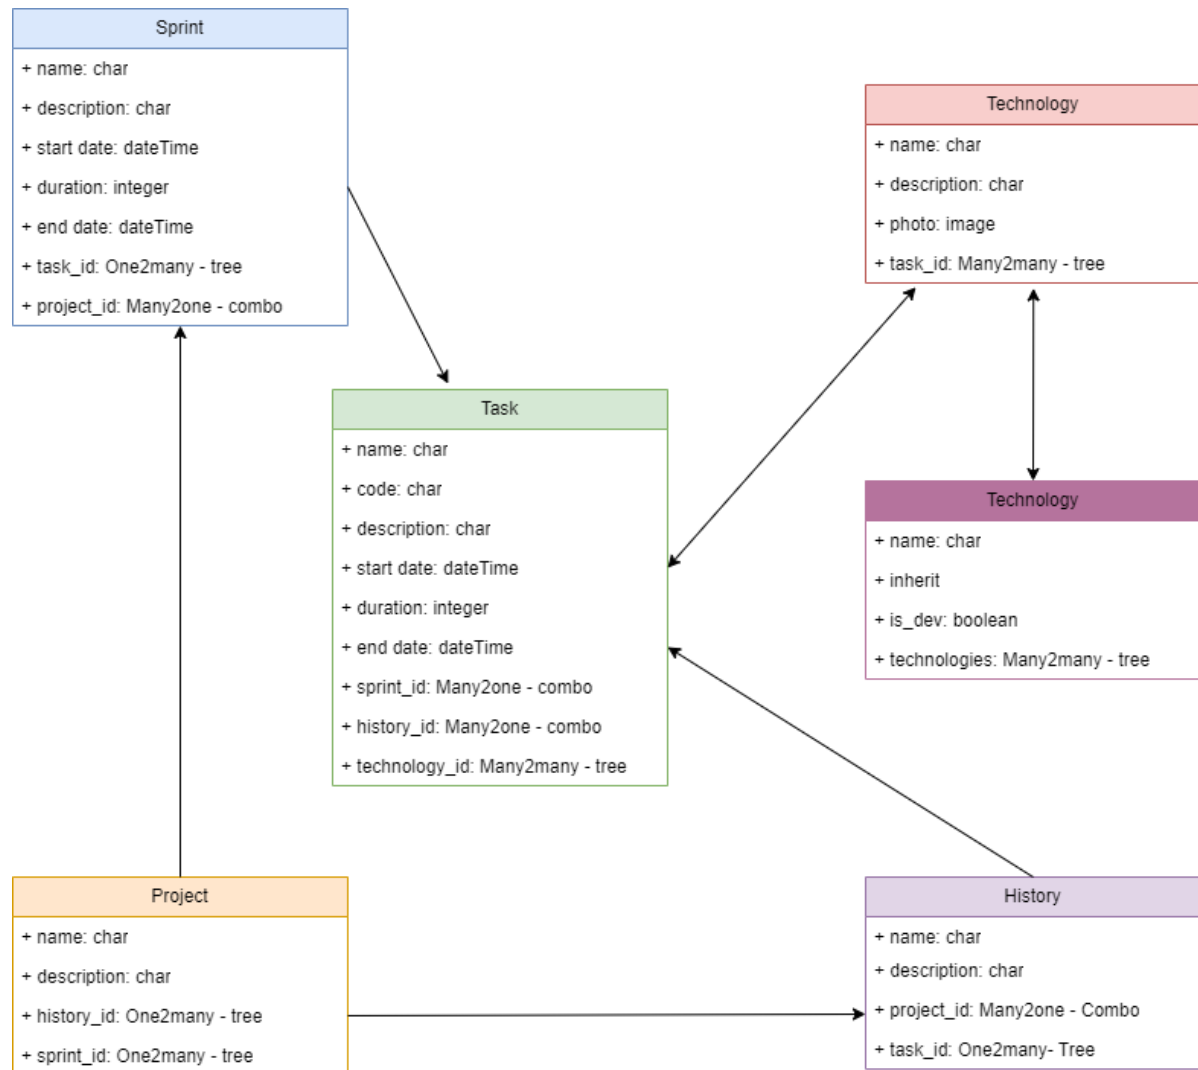 Sprint
+ name: char
+ description: char
+ start date: dateTime
+ duration: integer
+ end date: dateTime
+ task_id: One2many - tree
+ project_id: Many2one - combo
Technology
+ name: char
+ description: char
+ photo: image
+ task_id: Many2many - tree
Task
+ name: char
+ code: char
+ description: char
+ start date: dateTime
+ duration: integer
+ end date: dateTime
+ sprint_id: Many2one - combo
+ history_id: Many2one - combo
+ technology_id: Many2many - tree
Technology
+ name: char
+ inherit
+ is_dev: boolean
+ technologies: Many2many - tree
Project
+ name: char
+ description: char
+ history_id: One2many - tree
+ sprint_id: One2many - tree
History
+ name: char
+ description: char
+ project_id: Many2one - Combo
+ task_id: One2many- Tree